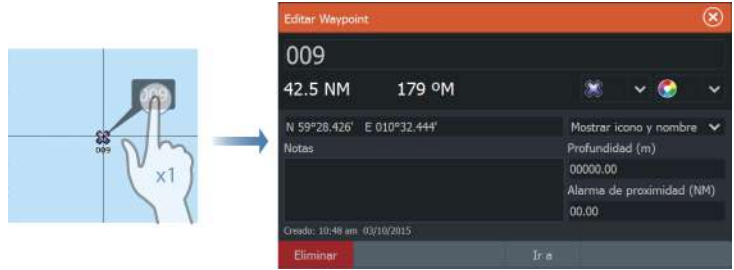 009
009
x1
Editar Waypoint
009
42.5 NM 179 ºM
N 59°28.426' E 010°32.444' Mostrar icono y nombre
Notas Profundidad (m)
00000.00
Alarma de proximidad (NM)
00.00
Creado: 10:48 am 03/10/2015
Eliminar Ir a